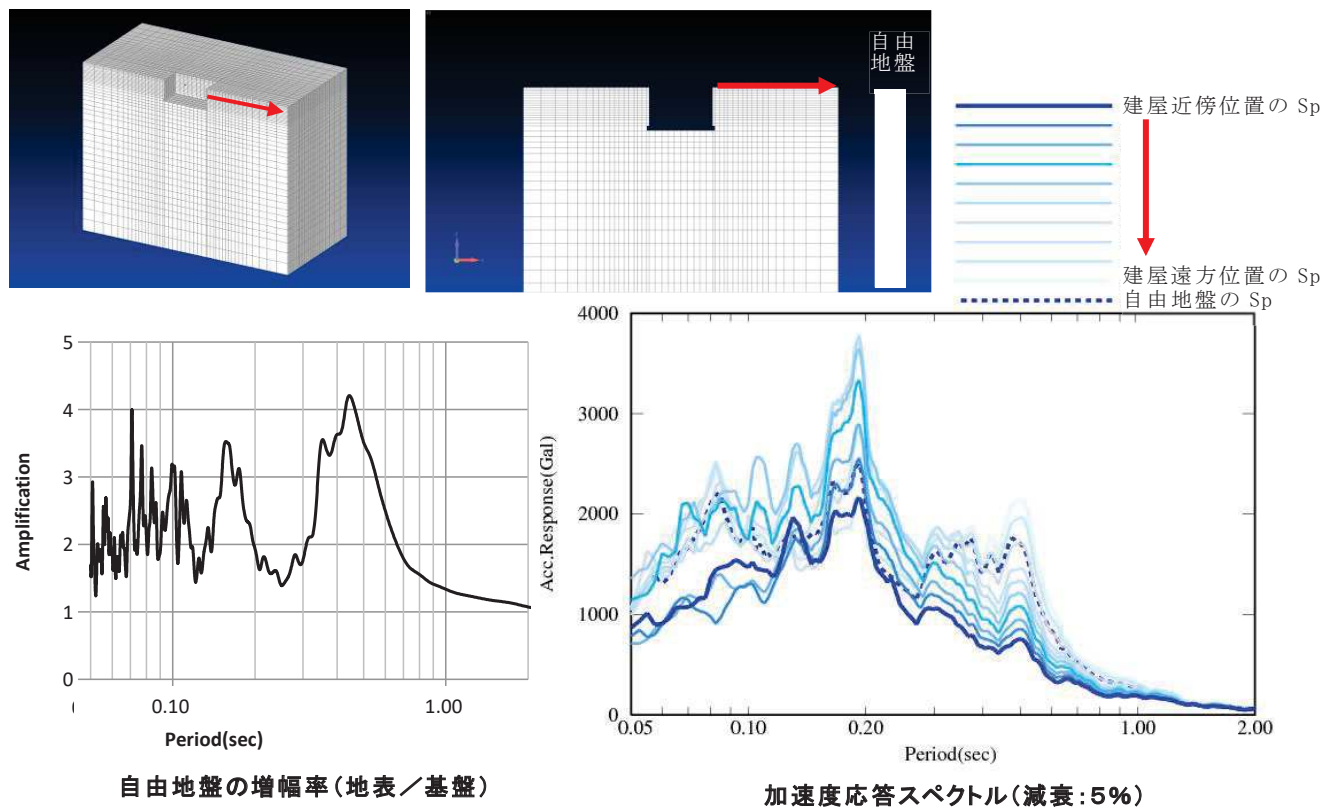 自由
地盤
建屋近傍位置の Sp
建屋遠方位置の Sp
自由地盤の Sp
5
4
3
2
1
0
Amplification
0.10
1.00
Period(sec)
自由地盤の増幅率(地表/基盤)
4000
3000
2000
1000
0
Acc.Response(Gal)
0.05
0.10
0.20
1.00
2.00
Period(sec)
加速度応答スペクトル(減衰:5%)